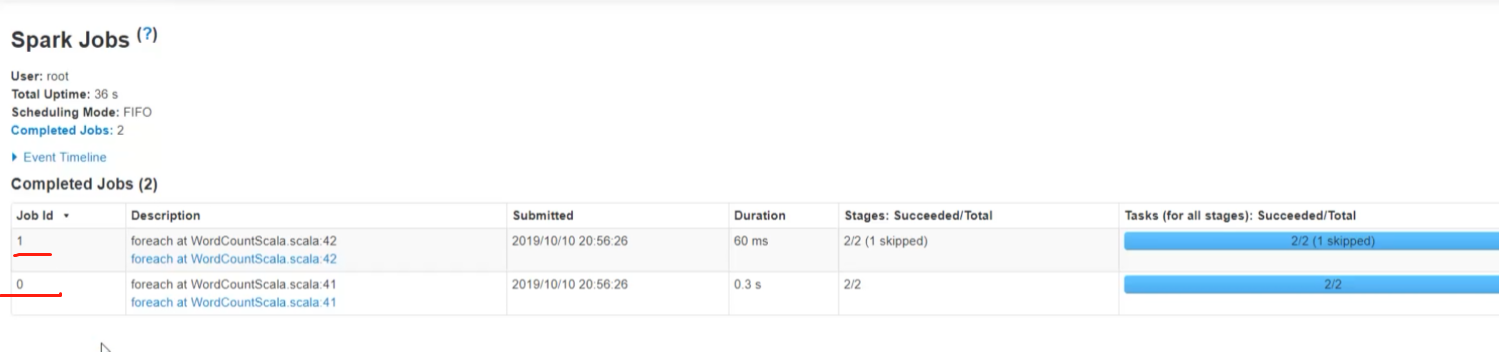 Spark Jobs (?)
User: root
Total Uptime: 36 s
Scheduling Mode: FIFO
Completed Jobs: 2
Event Timeline
Completed Jobs (2)
Job Id Description Submitted Duration Stages: Succeeded/Total Tasks (for all stages): Succeeded/Total
1 foreach at WordCountScala.scala:42 2019/10/10 20:56:26 60 ms 2/2 (1 skipped) 2/2 (1 skipped)
foreach at WordCountScala.scala:42
0 foreach at WordCountScala.scala:41 2019/10/10 20:56:26 0.3 s 2/2 2/2
foreach at WordCountScala.scala:41